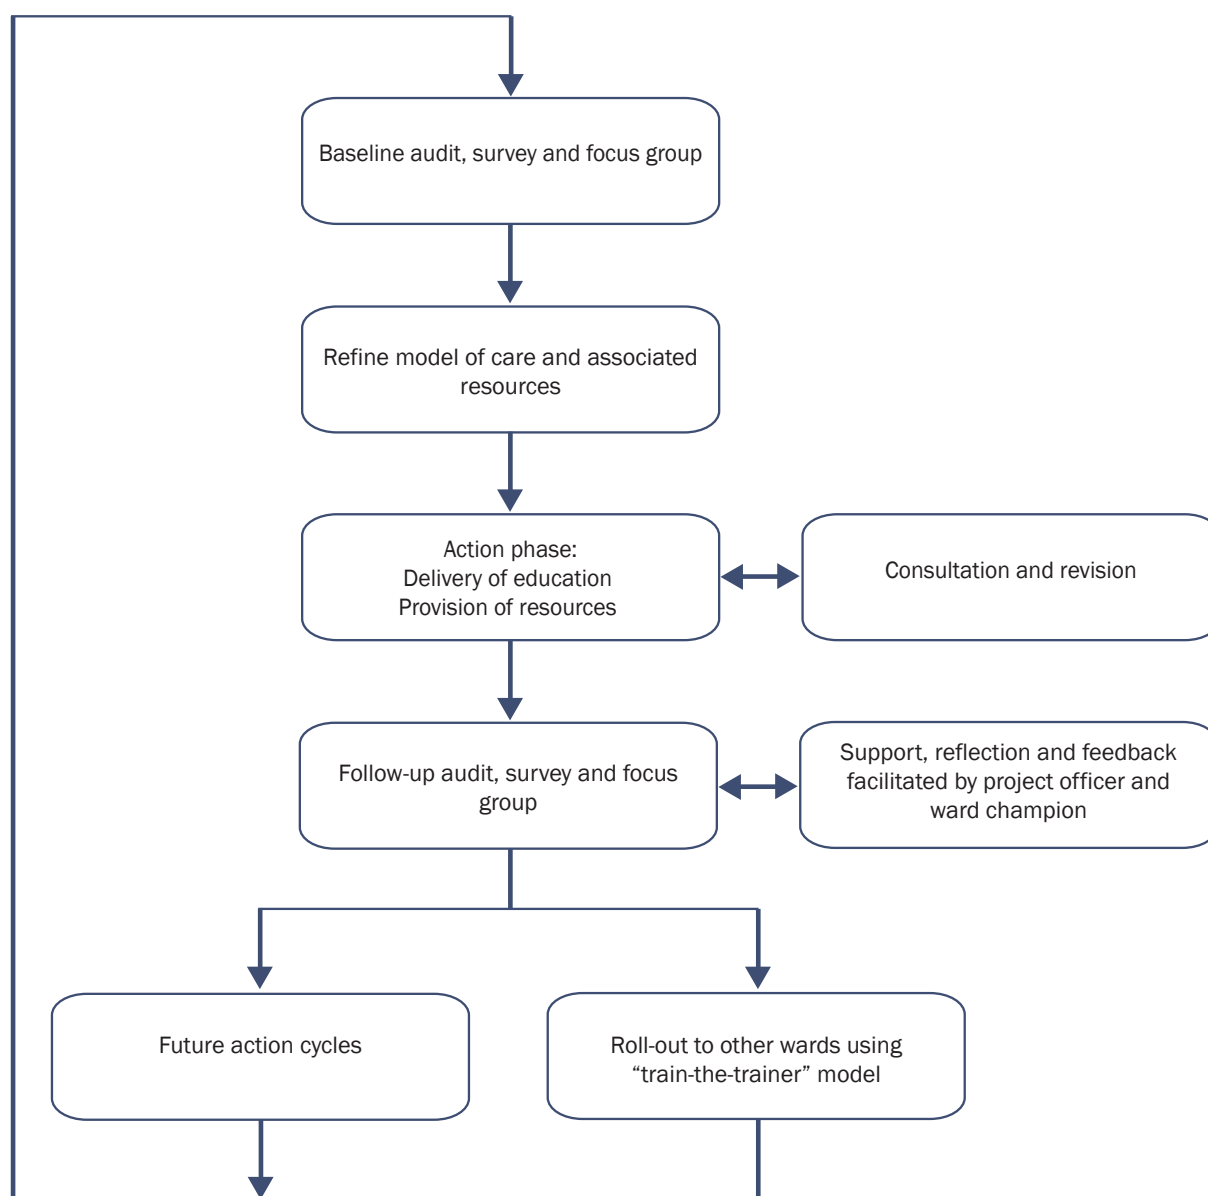 Baseline audit, survey and focus group
Refine model of care and associated
resources
Action phase:
Delivery of education
Provision of resources
Consultation and revision
Follow-up audit, survey and focus
group
Support, reflection and feedback
facilitated by project officer and
ward champion
Future action cycles
Roll-out to other wards using
“train-the-trainer” model